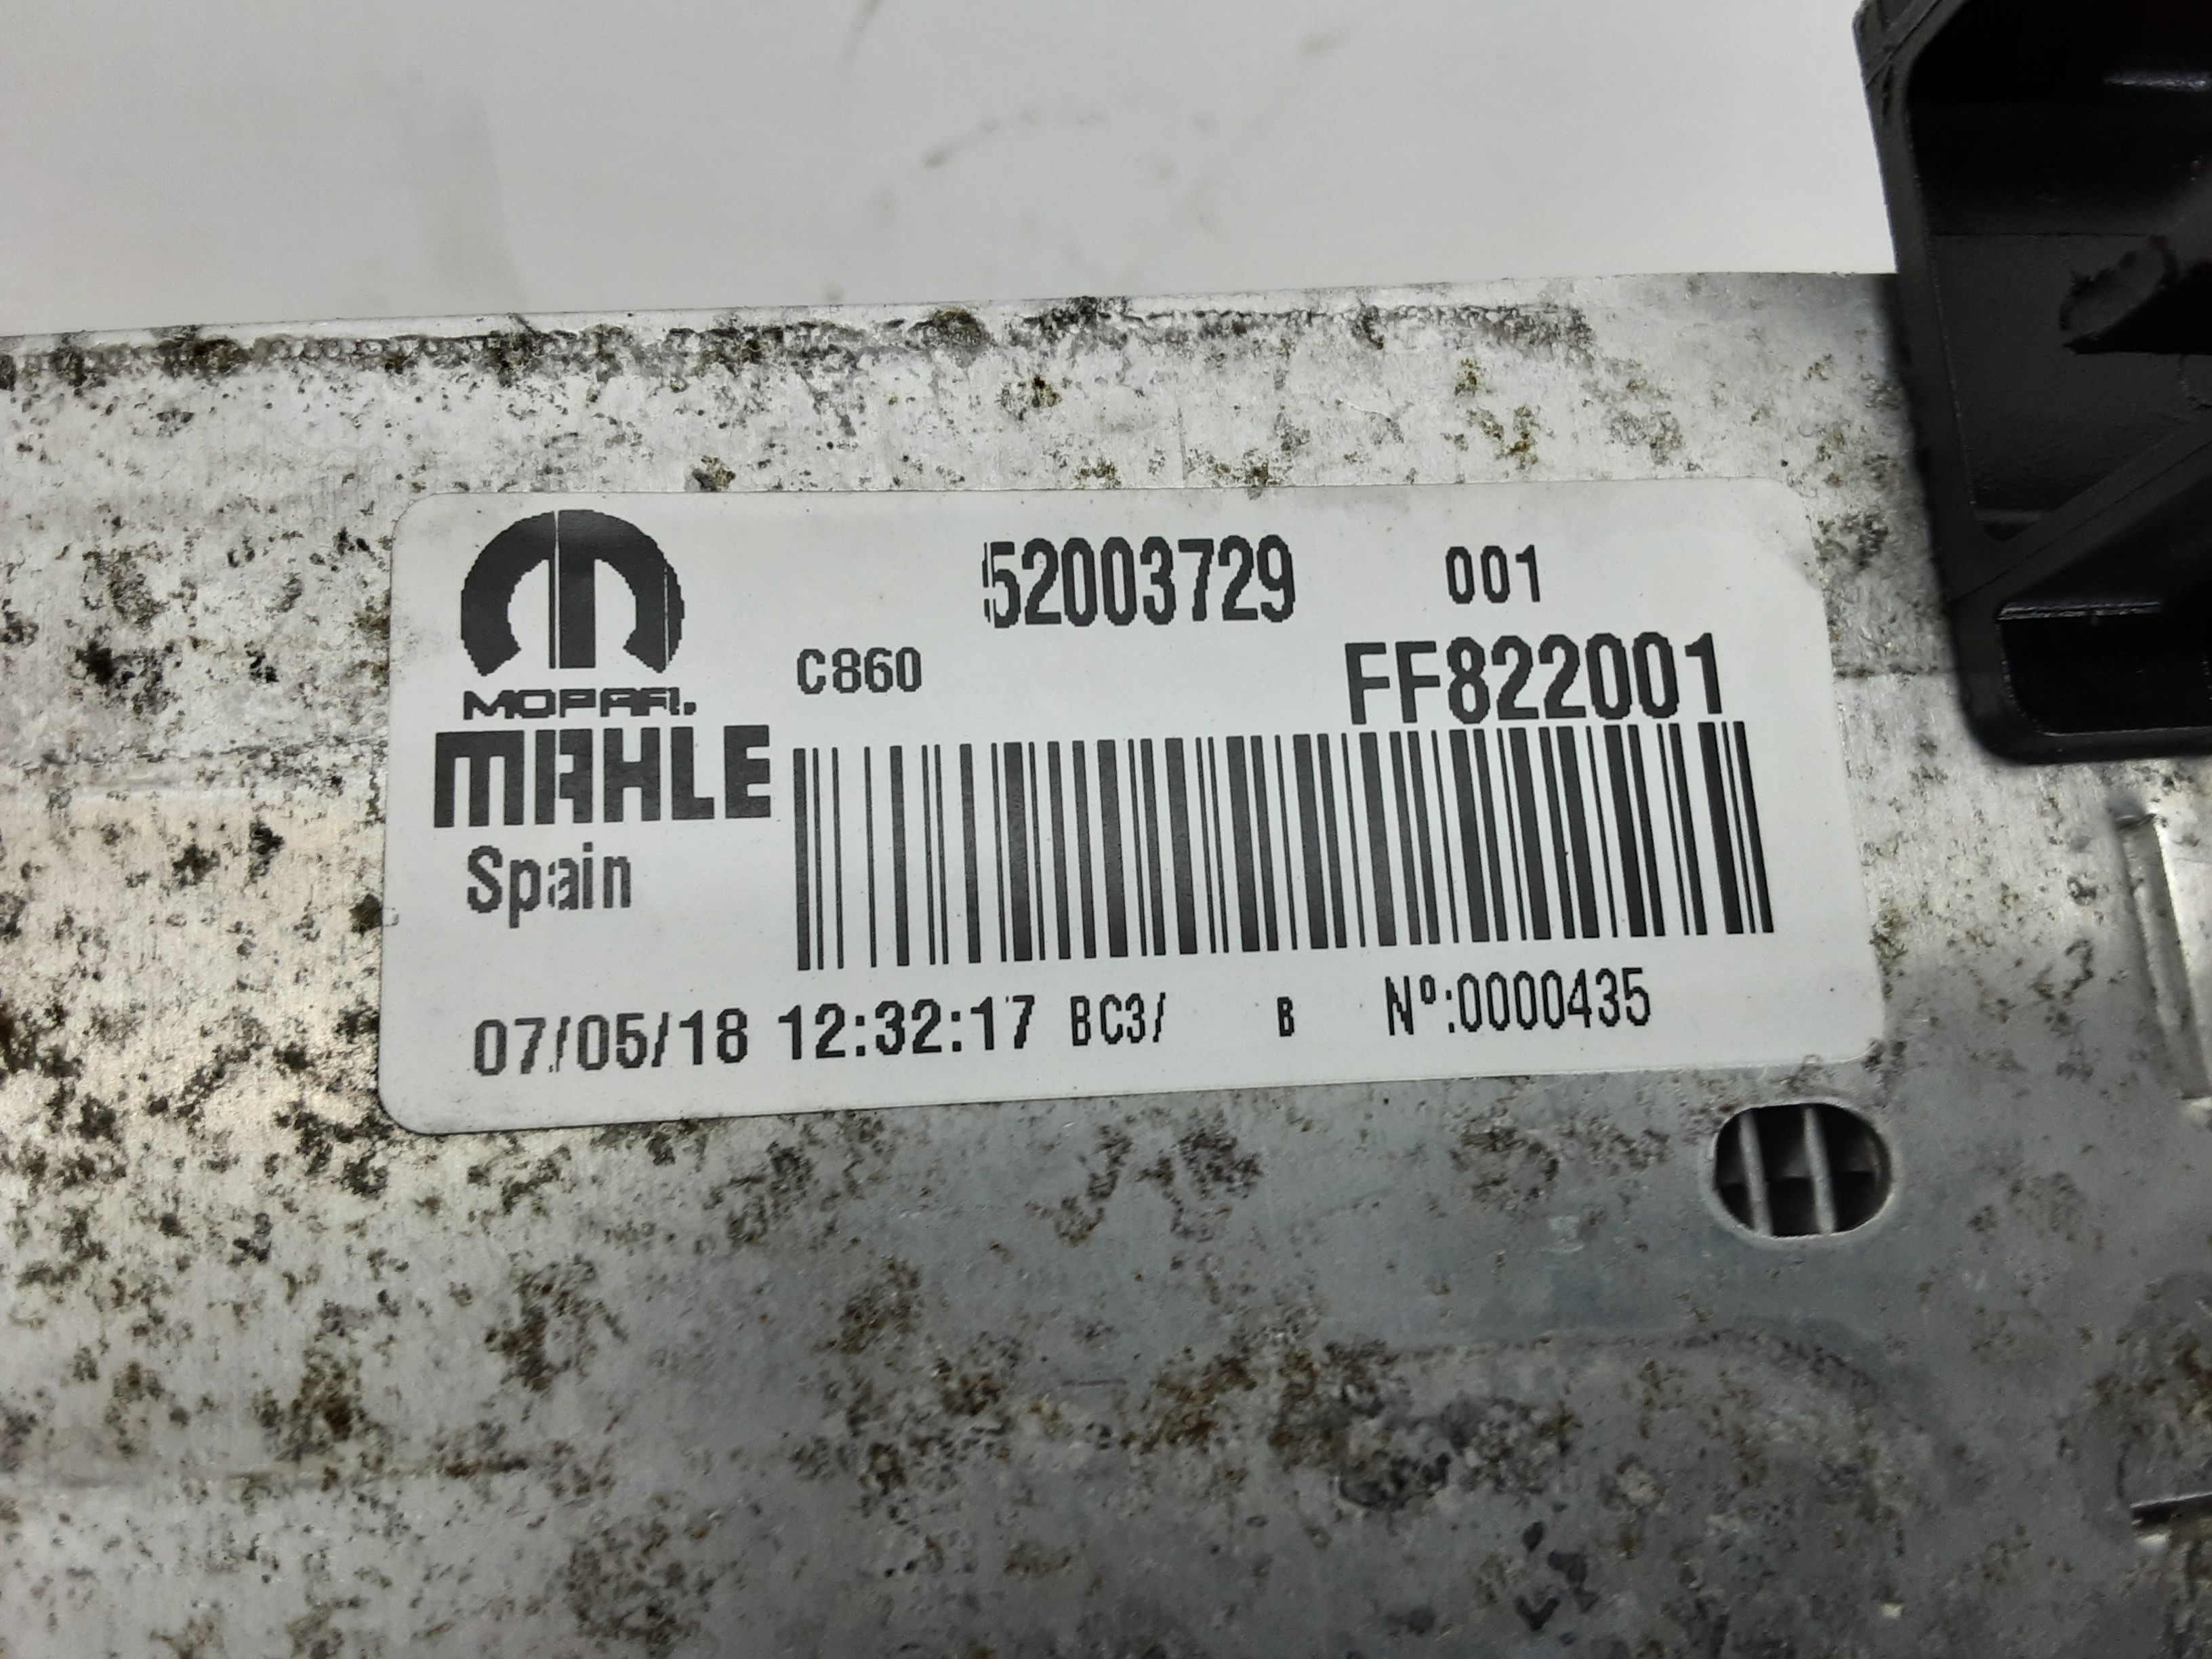 52003729 001
C860 FF822001
MOPAR.
MAHLE
Spain
07/05/18 12:32:17 BC3/ B Nº:0000435